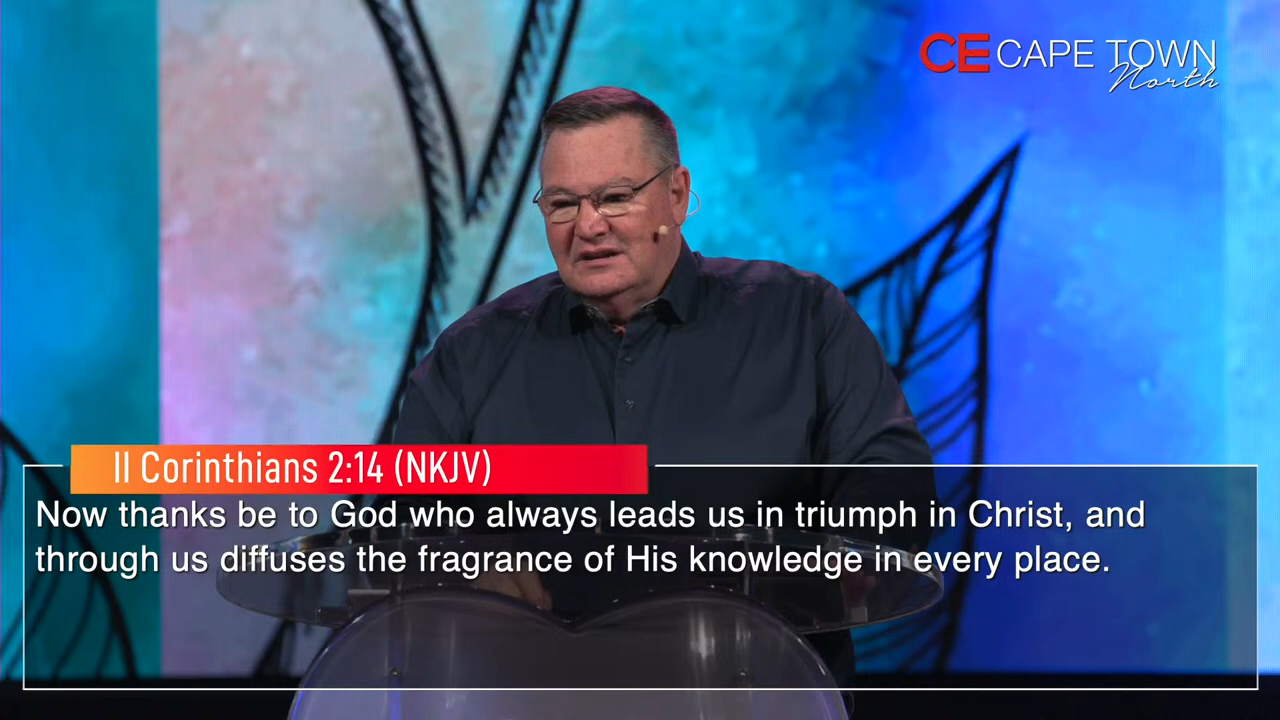 CE CAPE TOWN
North
II Corinthians 2:14 (NKJV)
Now thanks be to God who always leads us in triumph in Christ, and
through us diffuses the fragrance of His knowledge in every place.